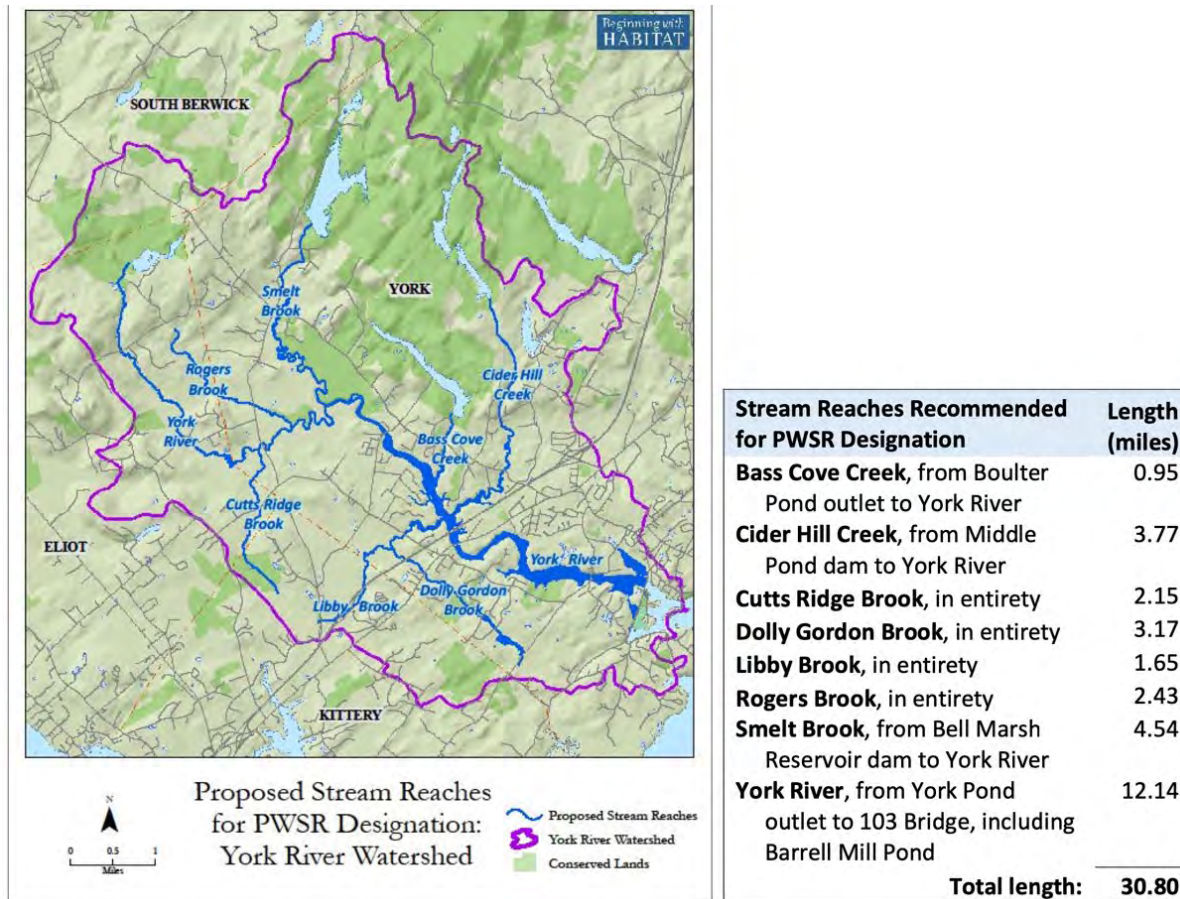 Beginning with
HABITAT
SOUTH BERWICK
YORK
Smelt
Brook
Rogers
Brook
Cider Hill
Creek
York
River
Bass Cove
Creek
Cutts Ridge
Brook
ELIOT
York River
Libby Brook
Dolly Gordon
Brook
KITTERY
N
0 0.5 1
Miles
Proposed Stream Reaches
for PWSR Designation:
York River Watershed
Proposed Stream Reaches
York River Watershed
Conserved Lands
Stream Reaches Recommended Length
for PWSR Designation (miles)
Bass Cove Creek, from Boulter 0.95
Pond outlet to York River
Cider Hill Creek, from Middle 3.77
Pond dam to York River
Cutts Ridge Brook, in entirety 2.15
Dolly Gordon Brook, in entirety 3.17
Libby Brook, in entirety 1.65
Rogers Brook, in entirety 2.43
Smelt Brook, from Bell Marsh 4.54
Reservoir dam to York River
York River, from York Pond 12.14
outlet to 103 Bridge, including
Barrell Mill Pond
Total length: 30.80